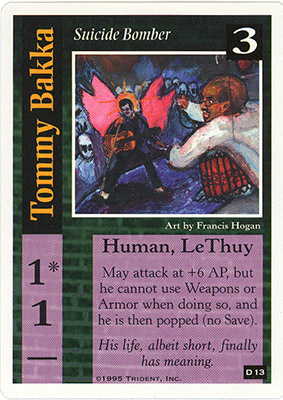 Tommy Bakka
Suicide Bomber
3
Art by Francis Hogan
Human, LeThuy
1*
1
—
May attack at +6 AP, but
he cannot use Weapons or
Armor when doing so, and
he is then popped (no Save).
His life, albeit short, finally
has meaning.
©1995 TRIDENT, INC.
D 13